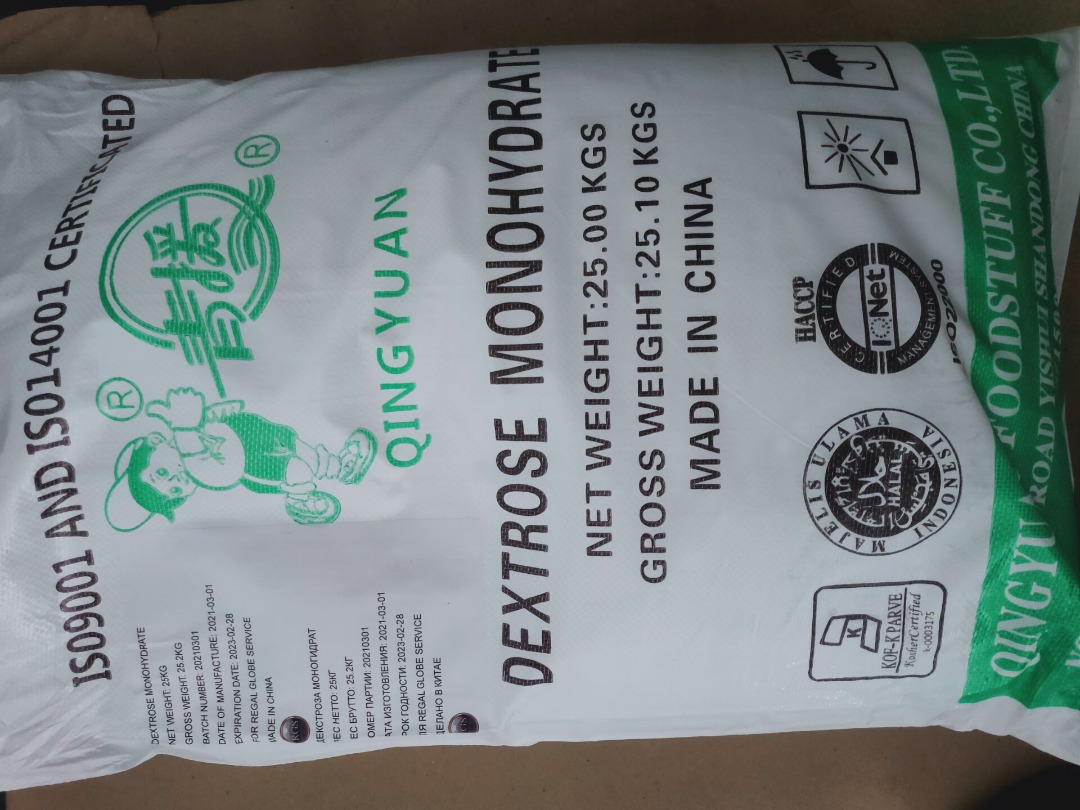 ISO9001 AND ISO14001 CERTIFICATED
®
®
QINGYUAN
DEXTROSE MONOHYDRATE
NET WEIGHT: 25KG
GROSS WEIGHT: 25.2KG
BATCH NUMBER: 20210301
DATE OF MANUFACTURE: 2021-03-01
EXPIRATION DATE: 2023-02-28
FOR REGAL GLOBE SERVICE
MADE IN CHINA
RGS
ДЕКСТРОЗА МОНОГИДРАТ
ВЕС НЕТТО: 25КГ
ВЕС БРУТТО: 25.2КГ
НОМЕР ПАРТИИ: 20210301
ДАТА ИЗГОТОВЛЕНИЯ: 2021-03-01
СРОК ГОДНОСТИ: 2023-02-28
ДЛЯ REGAL GLOBE SERVICE
СДЕЛАНО В КИТАЕ
DEXTROSE MONOHYDRATE
NET WEIGHT:25.00 KGS
GROSS WEIGHT:25.10 KGS
MADE IN CHINA
K
KOF-K PARVE
KosherCertified
K-0003175
MAJELIS ULAMA
حلال
HALAL
INDONESIA
HACCP
CERTIFIED
IQNet
MANAGEMENT SYSTEM
ISO22000
QINGYU FOODSTUFF CO.,LTD.
ROAD YISHUI SHANDONG CHINA